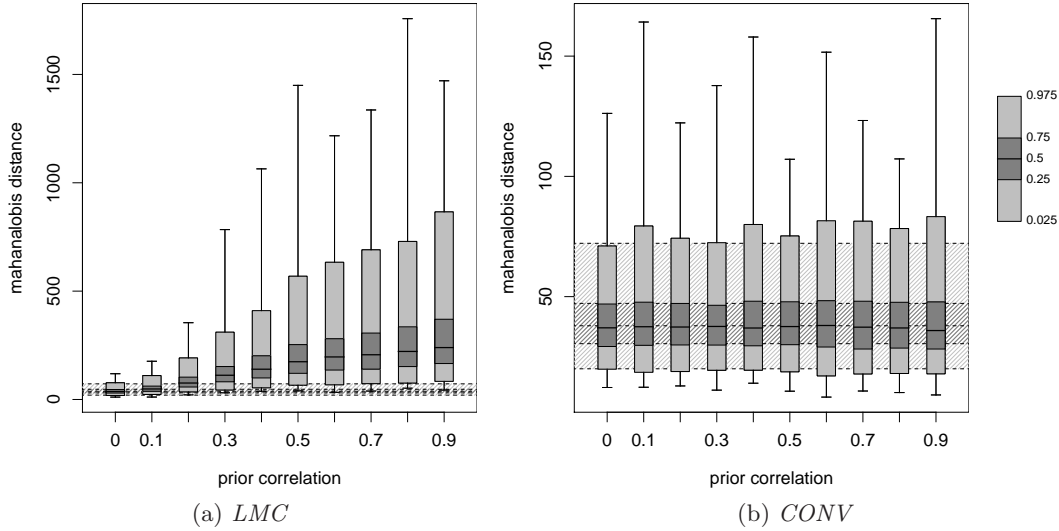 mahanalobis distance
1500
1000
500
0
0 0.1 0.3 0.5 0.7 0.9
prior correlation
(a) LMC
mahanalobis distance
150
100
50
0 0.1 0.3 0.5 0.7 0.9
prior correlation
(b) CONV
0.975
0.75
0.5
0.25
0.025